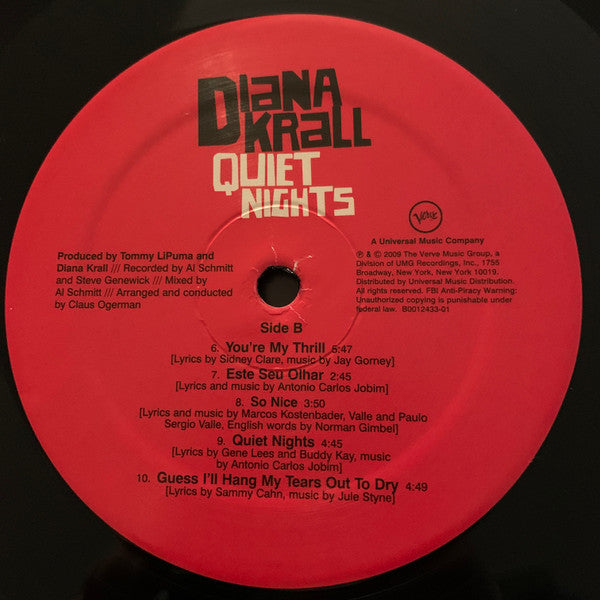 Diana
Krall
Quiet
Nights
Verve
A Universal Music Company
Produced by Tommy LiPuma and
Diana Krall /// Recorded by Al Schmitt
and Steve Genewick /// Mixed by
Al Schmitt /// Arranged and conducted
by Claus Ogerman
℗ & © 2009 The Verve Music Group, a
Division of UMG Recordings, Inc., 1755
Broadway, New York, New York 10019.
Distributed by Universal Music Distribution.
All rights reserved. FBI Anti-Piracy Warning:
Unauthorized copying is punishable under
federal law. B0012433-01
Side B
6. You're My Thrill 5:47
[Lyrics by Sidney Clare, music by Jay Gorney]
7. Este Seu Olhar 2:45
[Lyrics and music by Antonio Carlos Jobim]
8. So Nice 3:50
[Lyrics and music by Marcos Kostenbader, Valle and Paulo
Sergio Valle, English words by Norman Gimbel]
9. Quiet Nights 4:45
[Lyrics by Gene Lees and Buddy Kay, music
by Antonio Carlos Jobim]
10. Guess I'll Hang My Tears Out To Dry 4:49
[Lyrics by Sammy Cahn, music by Jule Styne]